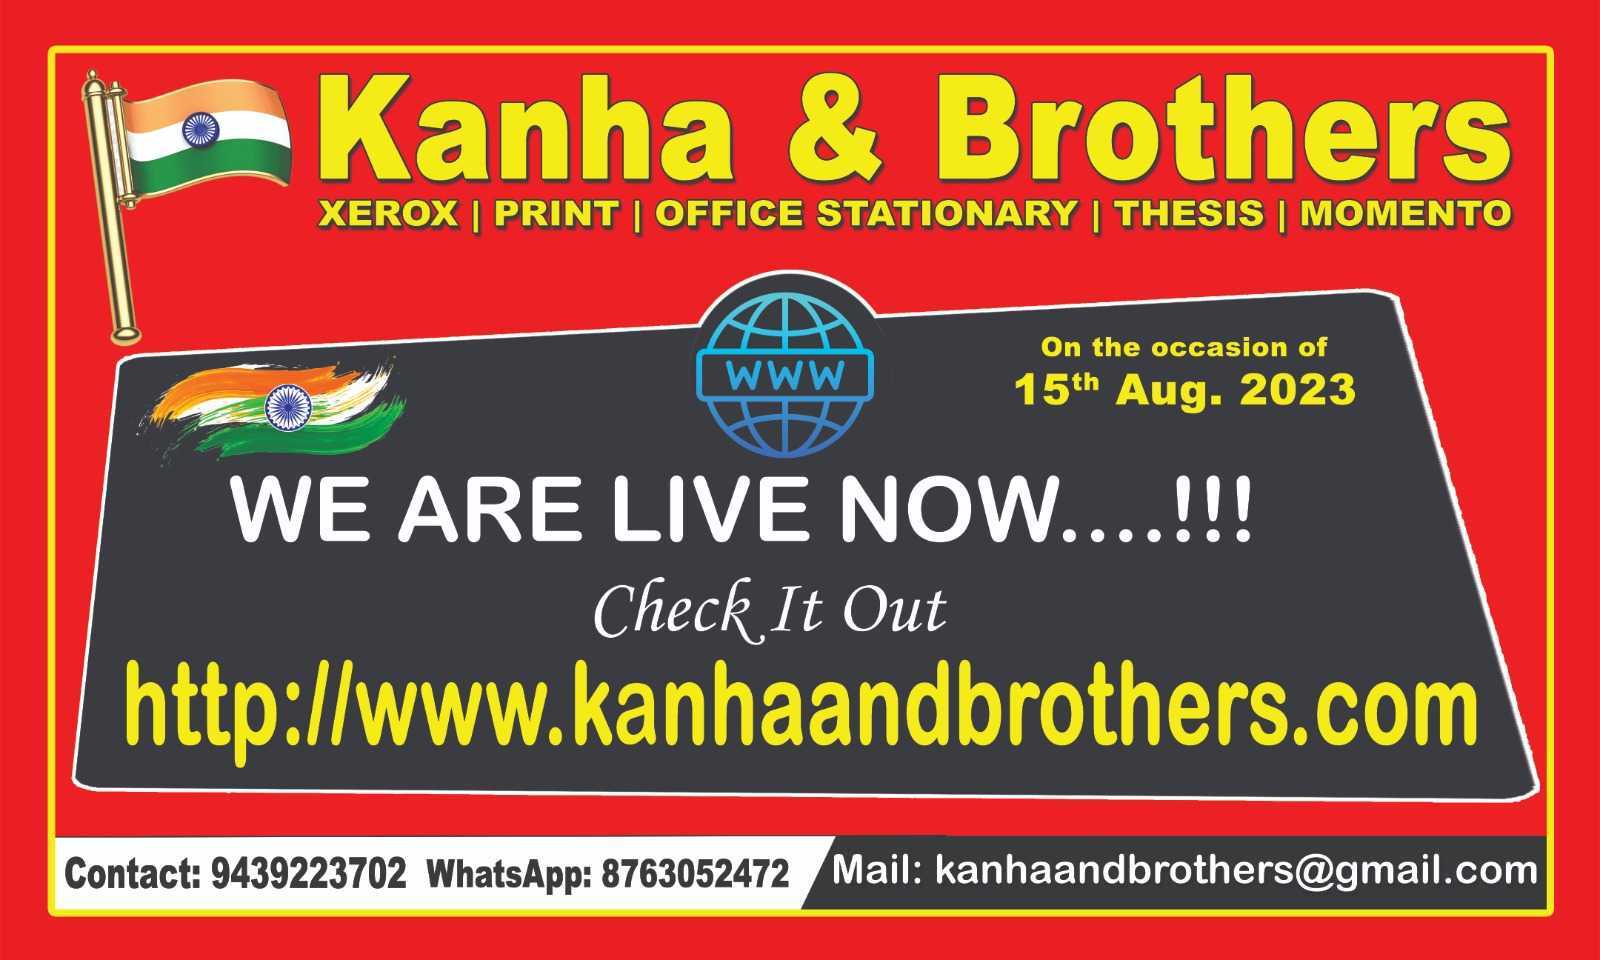 Kanha & Brothers
XEROX | PRINT | OFFICE STATIONARY | THESIS | MOMENTO
WWW
On the occasion of
15th Aug. 2023
WE ARE LIVE NOW....!!!
Check It Out
http://www.kanhaandbrothers.com
Contact: 9439223702 WhatsApp: 8763052472 Mail: kanhaandbrothers@gmail.com